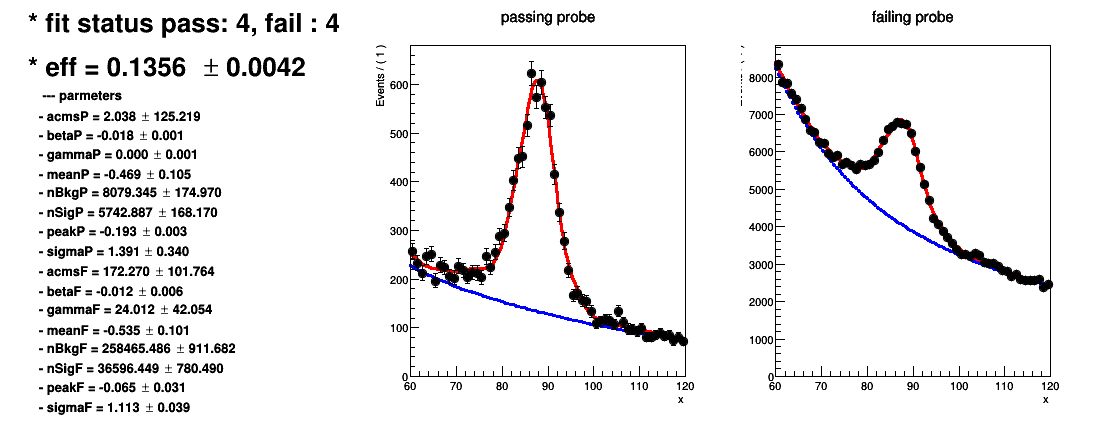 * fit status pass: 4, fail : 4
* eff = 0.1356 ± 0.0042
--- parmeters
- acmsP = 2.038 ± 125.219
- betaP = -0.018 ± 0.001
- gammaP = 0.000 ± 0.001
- meanP = -0.469 ± 0.105
- nBkgP = 8079.345 ± 174.970
- nSigP = 5742.887 ± 168.170
- peakP = -0.193 ± 0.003
- sigmaP = 1.391 ± 0.340
- acmsF = 172.270 ± 101.764
- betaF = -0.012 ± 0.006
- gammaF = 24.012 ± 42.054
- meanF = -0.535 ± 0.101
- nBkgF = 258465.486 ± 911.682
- nSigF = 36596.449 ± 780.490
- peakF = -0.065 ± 0.031
- sigmaF = 1.113 ± 0.039
passing probe
Events / ( 1 )
600
500
400
300
200
100
0
60 70 80 90 100 110 120
x
failing probe
8000
7000
6000
5000
4000
3000
2000
1000
0
60 70 80 90 100 110 120
x